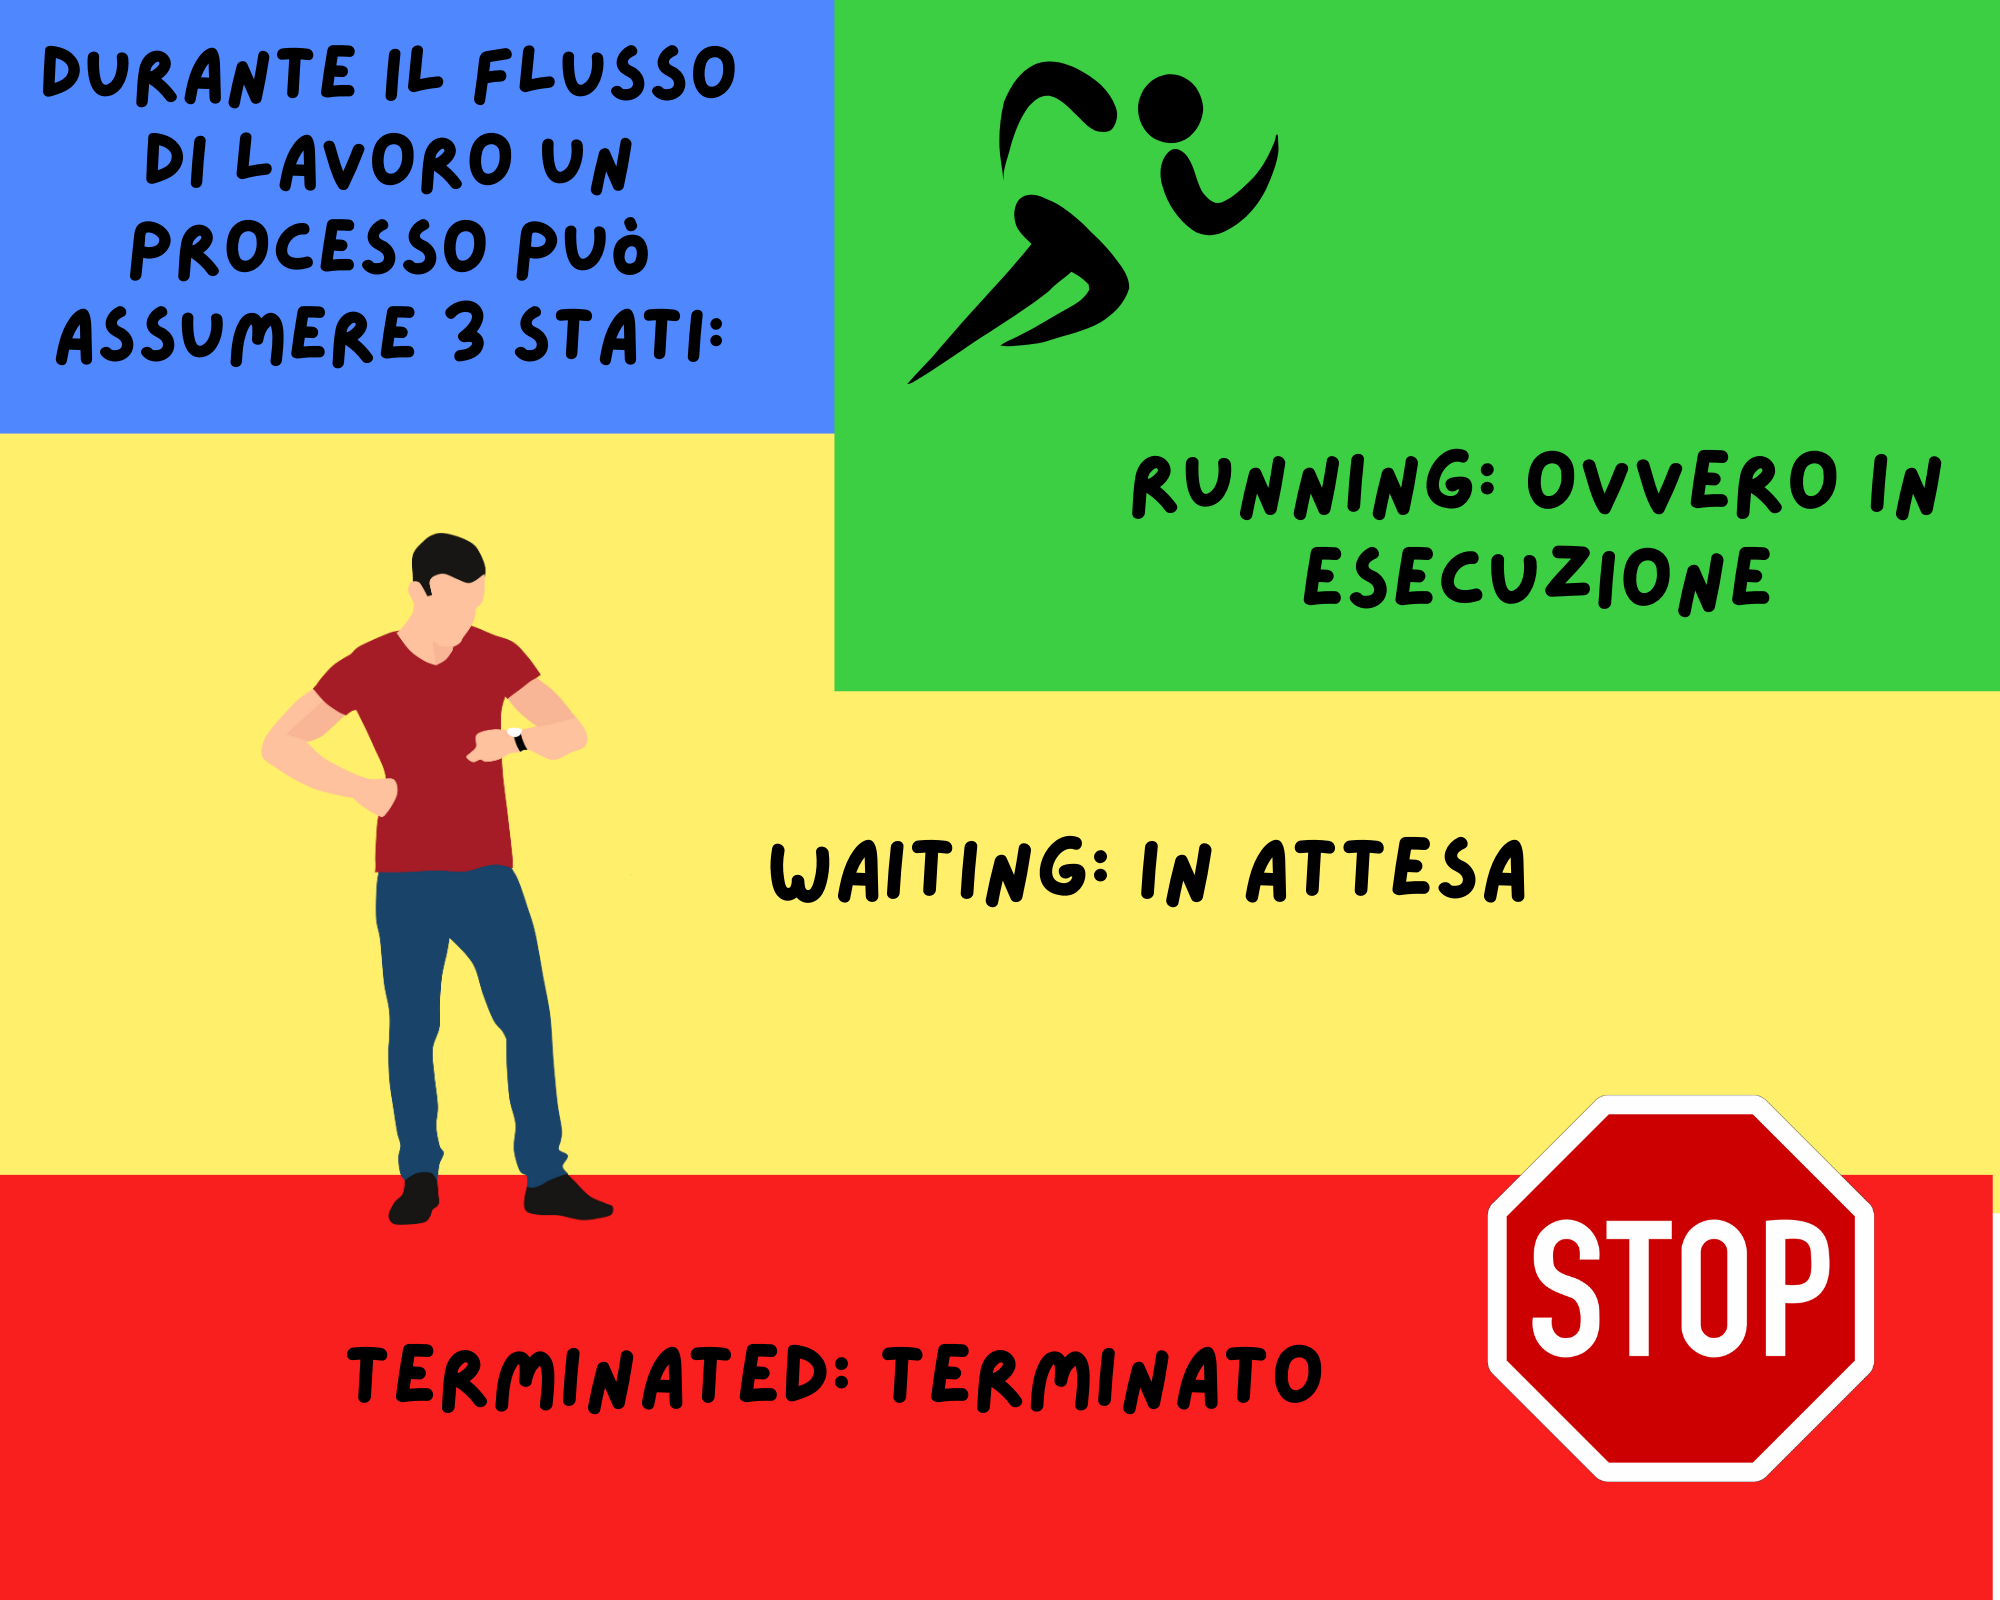 DURANTE IL FLUSSO
DI LAVORO UN
PROCESSO PUÒ
ASSUMERE 3 STATI:
RUNNING: OVVERO IN
ESECUZIONE
WAITING: IN ATTESA
STOP
TERMINATED: TERMINATO